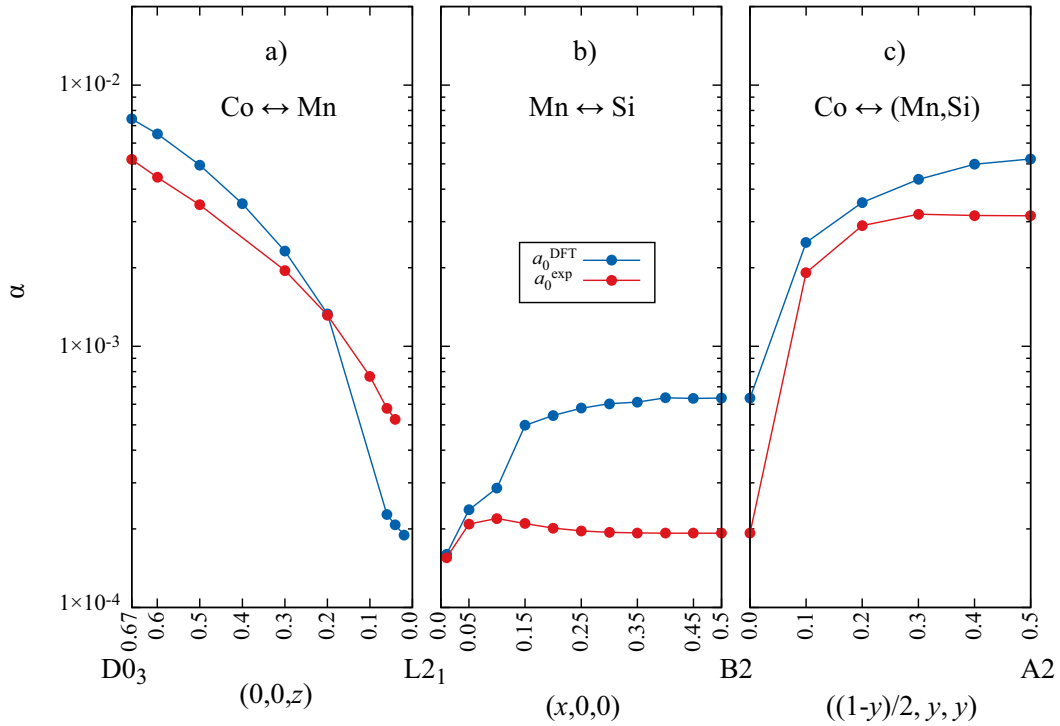 a)
b)
c)
Co ↔ Mn
Mn ↔ Si
Co ↔ (Mn,Si)
1×10⁻²
1×10⁻³
1×10⁻⁴
α
a₀ᴰᶠᵀ
a₀ᵉˣᵖ
0.67 0.6 0.5 0.4 0.3 0.2 0.1 0.0
0.0 0.05 0.15 0.25 0.35 0.45 0.5
0.0 0.1 0.2 0.3 0.4 0.5
D0₃ L2₁ B2 A2
(0,0,z)
(x,0,0)
((1-y)/2, y, y)